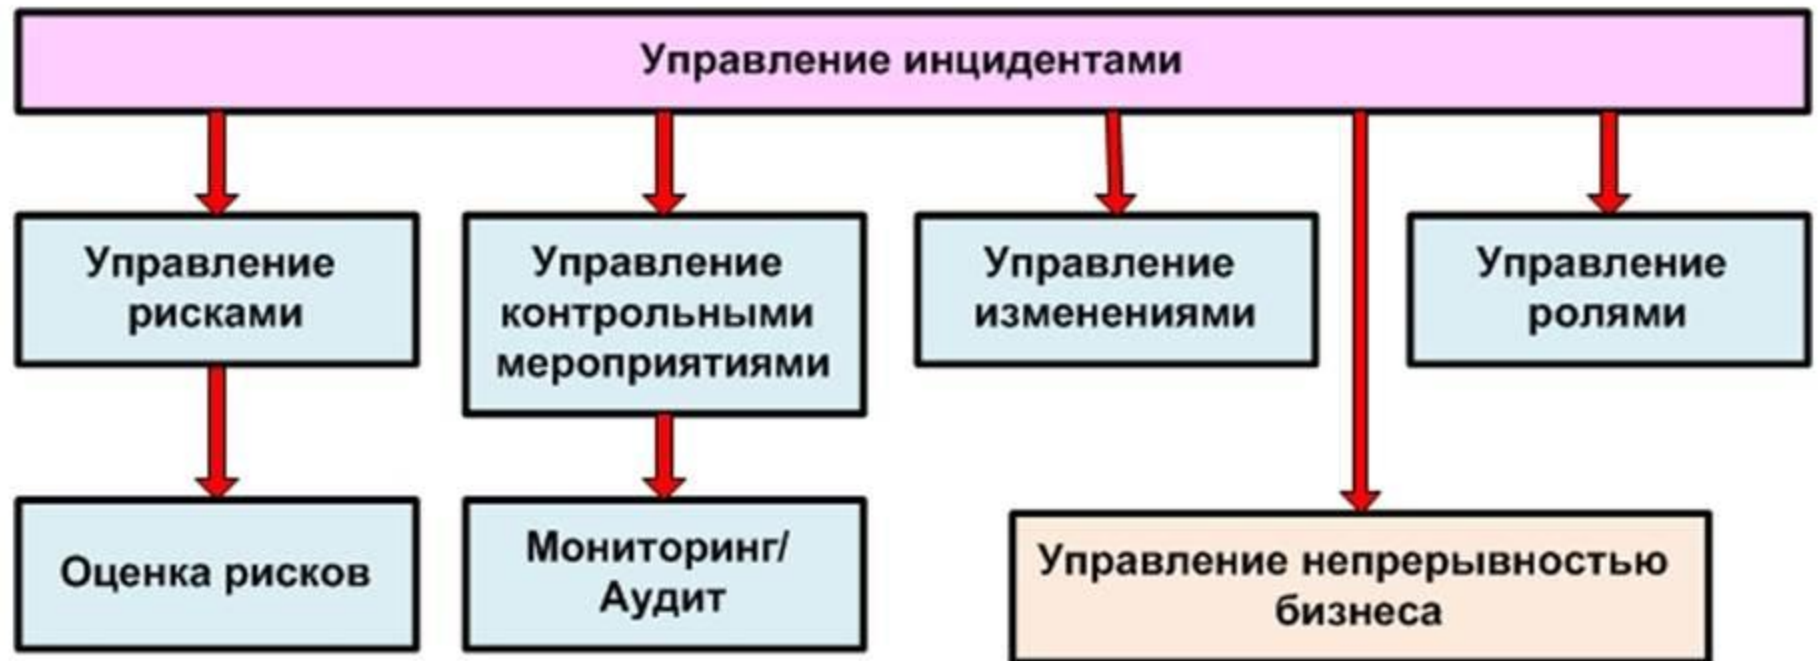 Управление инцидентами
Управление
рисками
Управление
контрольными
мероприятиями
Управление
изменениями
Управление
ролями
Оценка рисков
Мониторинг/
Аудит
Управление непрерывностью
бизнеса